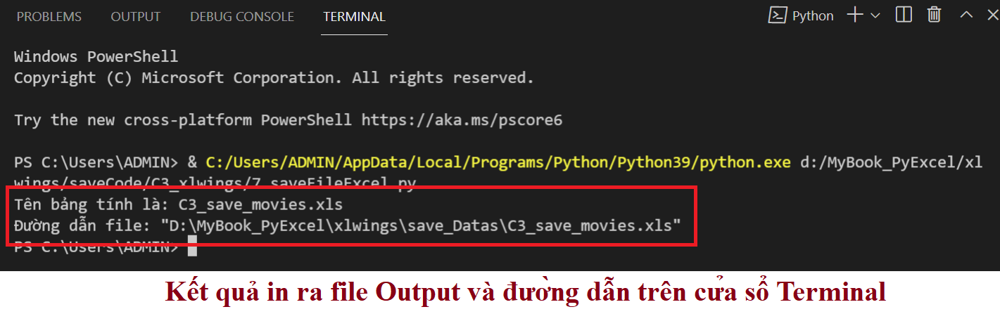 PROBLEMS OUTPUT DEBUG CONSOLE TERMINAL Python
Windows PowerShell
Copyright (C) Microsoft Corporation. All rights reserved.
Try the new cross-platform PowerShell https://aka.ms/pscore6
PS C:\Users\ADMIN> & C:/Users/ADMIN/AppData/Local/Programs/Python/Python39/python.exe d:/MyBook_PyExcel/xl
wings/saveCode/C3_xlwings/7_saveFileExcel.py
Tên bảng tính là: C3_save_movies.xls
Đường dẫn file: "D:\MyBook_PyExcel\xlwings\save_Datas\C3_save_movies.xls"
PS C:\Users\ADMIN>
Kết quả in ra file Output và đường dẫn trên cửa sổ Terminal